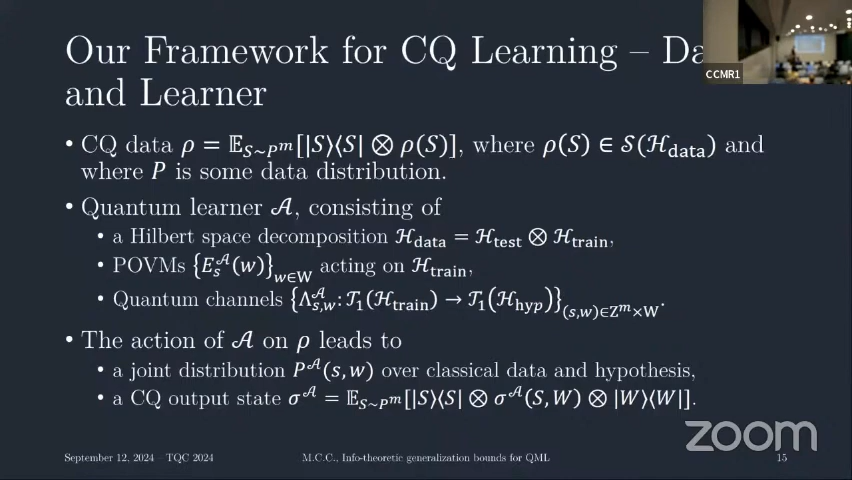 Our Framework for CQ Learning – Da
and Learner
CCMR1
• CQ data ρ = 𝔼_{S∼P^m}[|S⟩⟨S| ⊗ ρ(S)], where ρ(S) ∈ 𝒮(ℋ_data) and
where P is some data distribution.
• Quantum learner 𝒜, consisting of
• a Hilbert space decomposition ℋ_data = ℋ_test ⊗ ℋ_train,
• POVMs {E_s^𝒜(w)}_{w∈W} acting on ℋ_train,
• Quantum channels {Λ_{s,w}^𝒜: 𝒯_1(ℋ_train) → 𝒯_1(ℋ_hyp)}_{(s,w)∈Z^m×W}.
• The action of 𝒜 on ρ leads to
• a joint distribution P^𝒜(s, w) over classical data and hypothesis,
• a CQ output state σ^𝒜 = 𝔼_{S∼P^m}[|S⟩⟨S| ⊗ σ^𝒜(S, W) ⊗ |W⟩⟨W|].
zoom
September 12, 2024 TQC 2024 M.C.C., Info-theoretic generalization bounds for QML 15